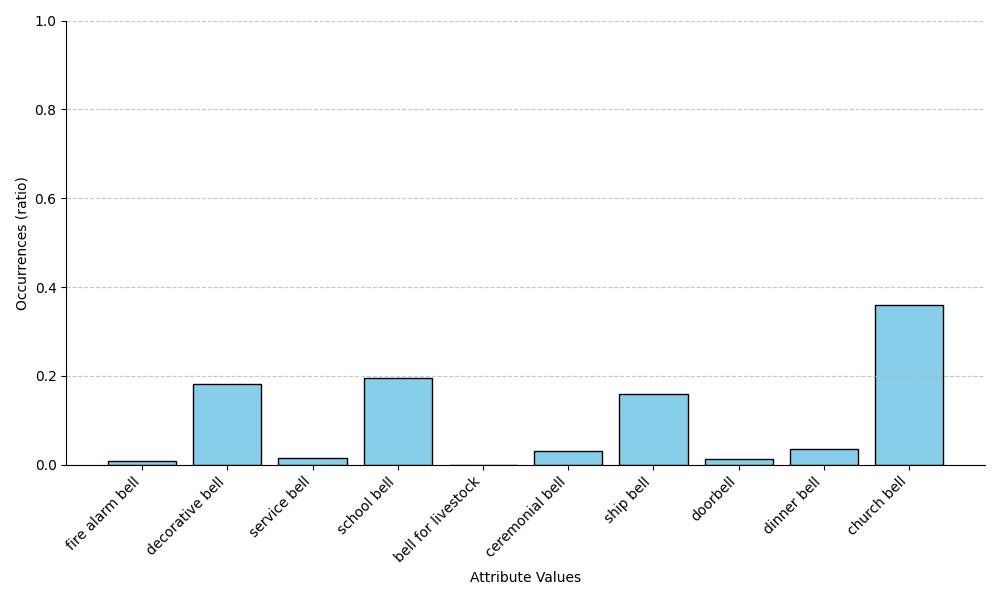 1.0
0.8
0.6
0.4
0.2
0.0
Occurrences (ratio)
fire alarm bell
decorative bell
service bell
school bell
bell for livestock
ceremonial bell
ship bell
doorbell
dinner bell
church bell
Attribute Values